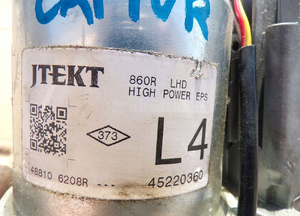 CAPTUR
JTEKT
860R LHD
HIGH POWER EPS
373
L4
48810 6208R ---
45220360